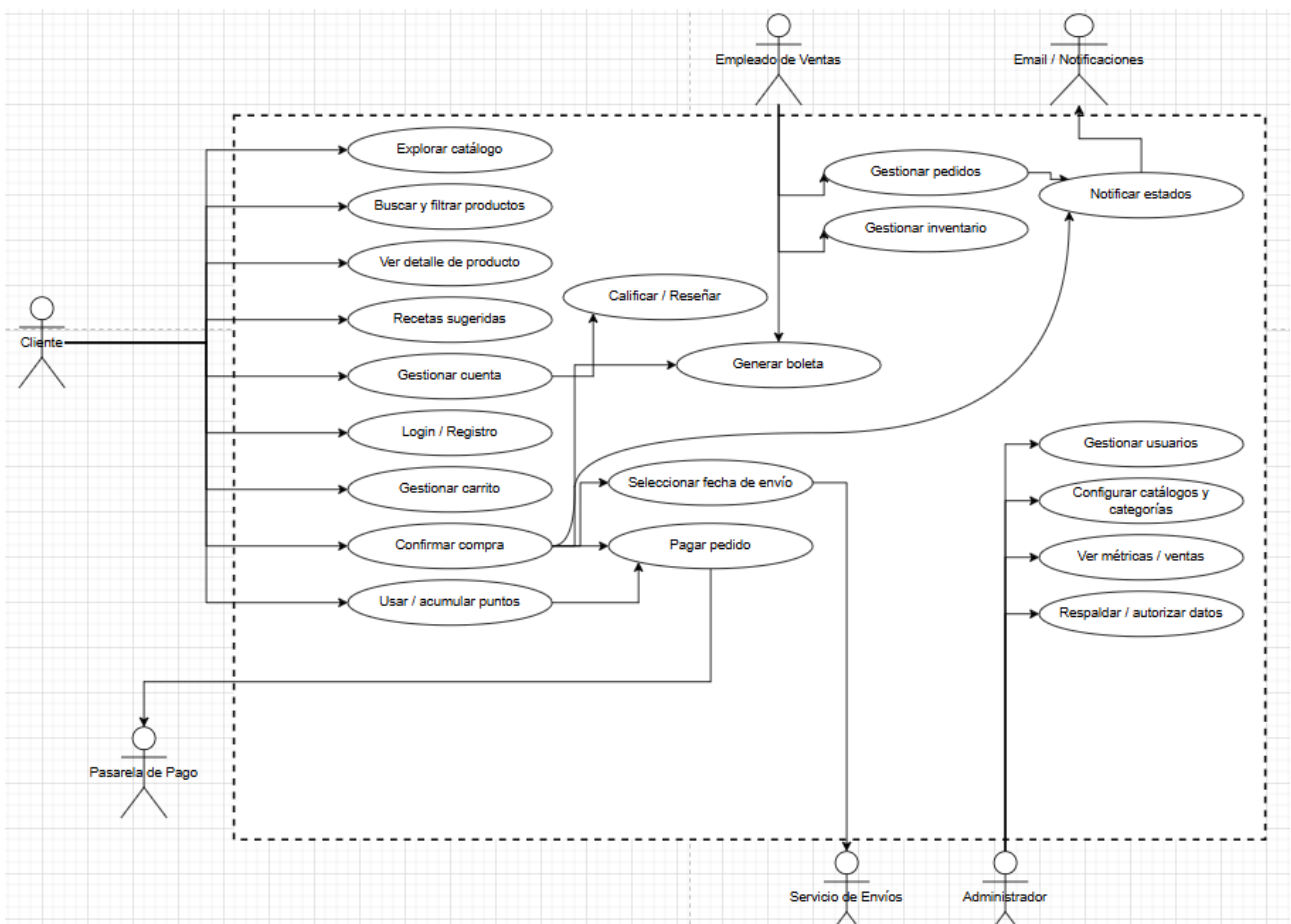 Empleado de Ventas
Email / Notificaciones
Explorar catálogo
Gestionar pedidos
Notificar estados
Buscar y filtrar productos
Gestionar inventario
Ver detalle de producto
Calificar / Reseñar
Recetas sugeridas
Cliente
Generar boleta
Gestionar cuenta
Login / Registro
Gestionar usuarios
Gestionar carrito
Seleccionar fecha de envío
Configurar catálogos y
categorías
Confirmar compra
Pagar pedido
Ver métricas / ventas
Usar / acumular puntos
Respaldar / autorizar datos
Pasarela de Pago
Servicio de Envíos
Administrador